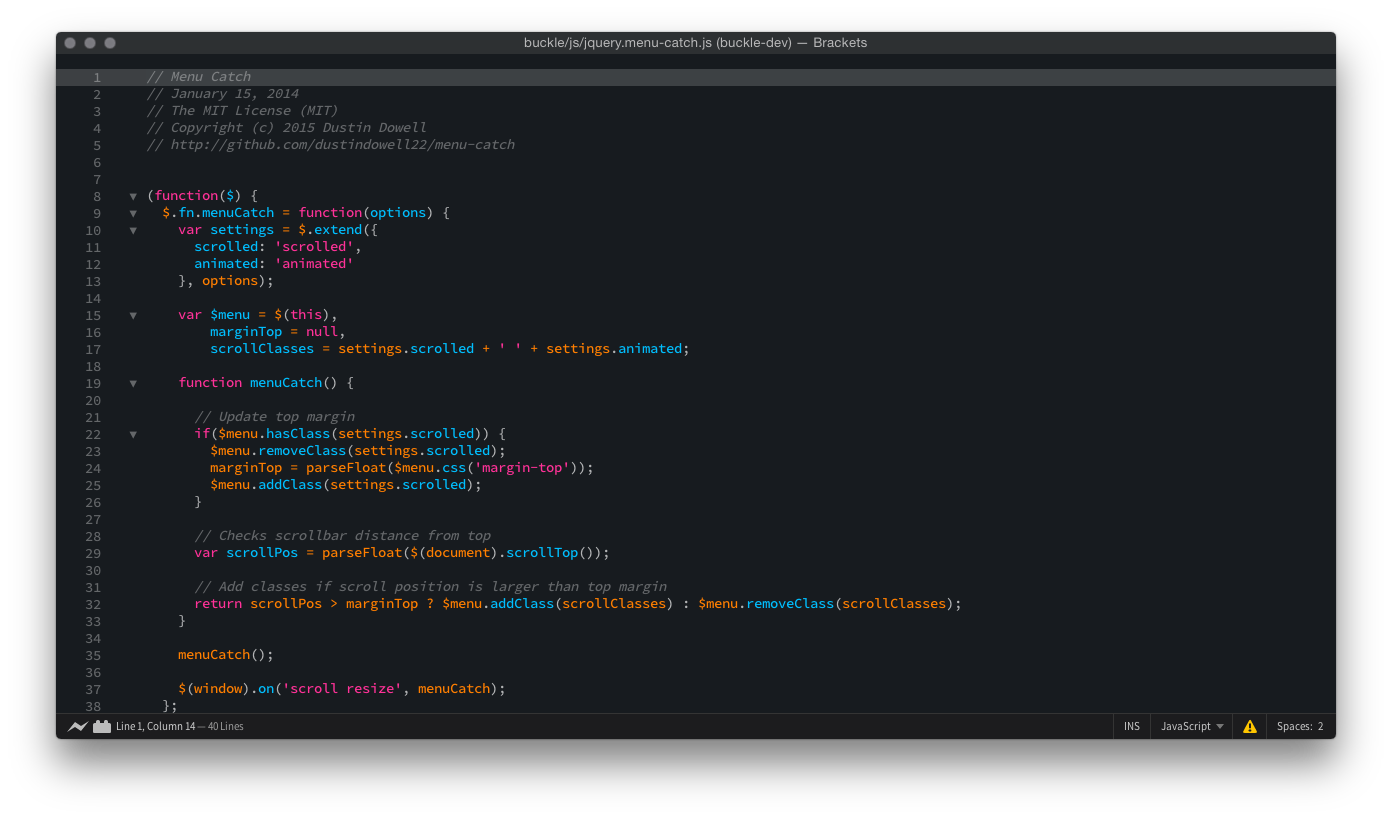 buckle/js/jquery.menu-catch.js (buckle-dev) — Brackets
1 // Menu Catch
2 // January 15, 2014
3 // The MIT License (MIT)
4 // Copyright (c) 2015 Dustin Dowell
5 // http://github.com/dustindowell22/menu-catch
6
7
8 ▼ (function($) {
9 ▼   $.fn.menuCatch = function(options) {
10 ▼     var settings = $.extend({
11       scrolled: 'scrolled',
12       animated: 'animated'
13     }, options);
14
15 ▼     var $menu = $(this),
16         marginTop = null,
17         scrollClasses = settings.scrolled + ' ' + settings.animated;
18
19 ▼     function menuCatch() {
20
21       // Update top margin
22 ▼       if($menu.hasClass(settings.scrolled)) {
23         $menu.removeClass(settings.scrolled);
24         marginTop = parseFloat($menu.css('margin-top'));
25         $menu.addClass(settings.scrolled);
26       }
27
28       // Checks scrollbar distance from top
29       var scrollPos = parseFloat($(document).scrollTop());
30
31       // Add classes if scroll position is larger than top margin
32       return scrollPos > marginTop ? $menu.addClass(scrollClasses) : $menu.removeClass(scrollClasses);
33     }
34
35     menuCatch();
36
37     $(window).on('scroll resize', menuCatch);
38   };
Line 1, Column 14 — 40 Lines INS JavaScript Spaces: 2